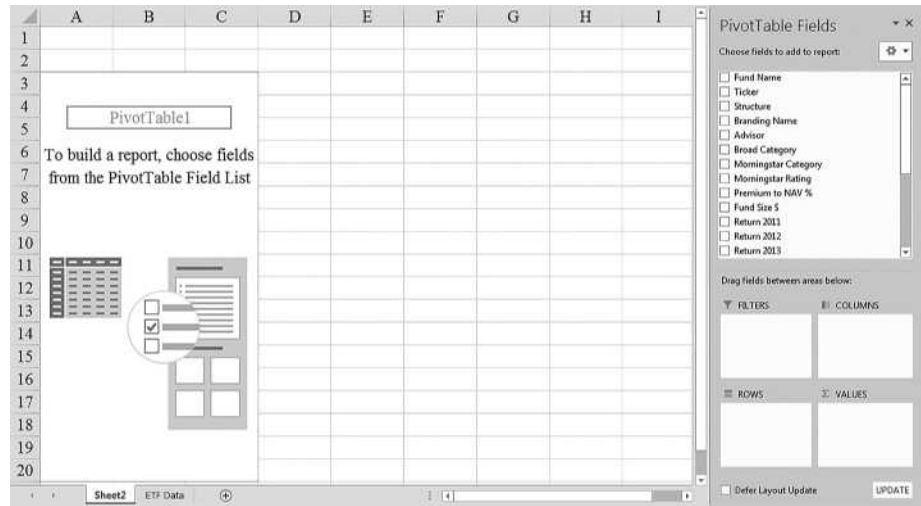 A B C D E F G H I
1
2
3
4
5
6
7
8
9
10
11
12
13
14
15
16
17
18
19
20
PivotTable1
To build a report, choose fields
from the PivotTable Field List
Sheet2 ETF Data
PivotTable Fields
Choose fields to add to report:
Fund Name
Ticker
Structure
Branding Name
Advisor
Broad Category
Morningstar Category
Morningstar Rating
Premium to NAV %
Fund Size $
Return 2011
Return 2012
Return 2013
Drag fields between areas below:
FILTERS COLUMNS
ROWS Σ VALUES
Defer Layout Update UPDATE